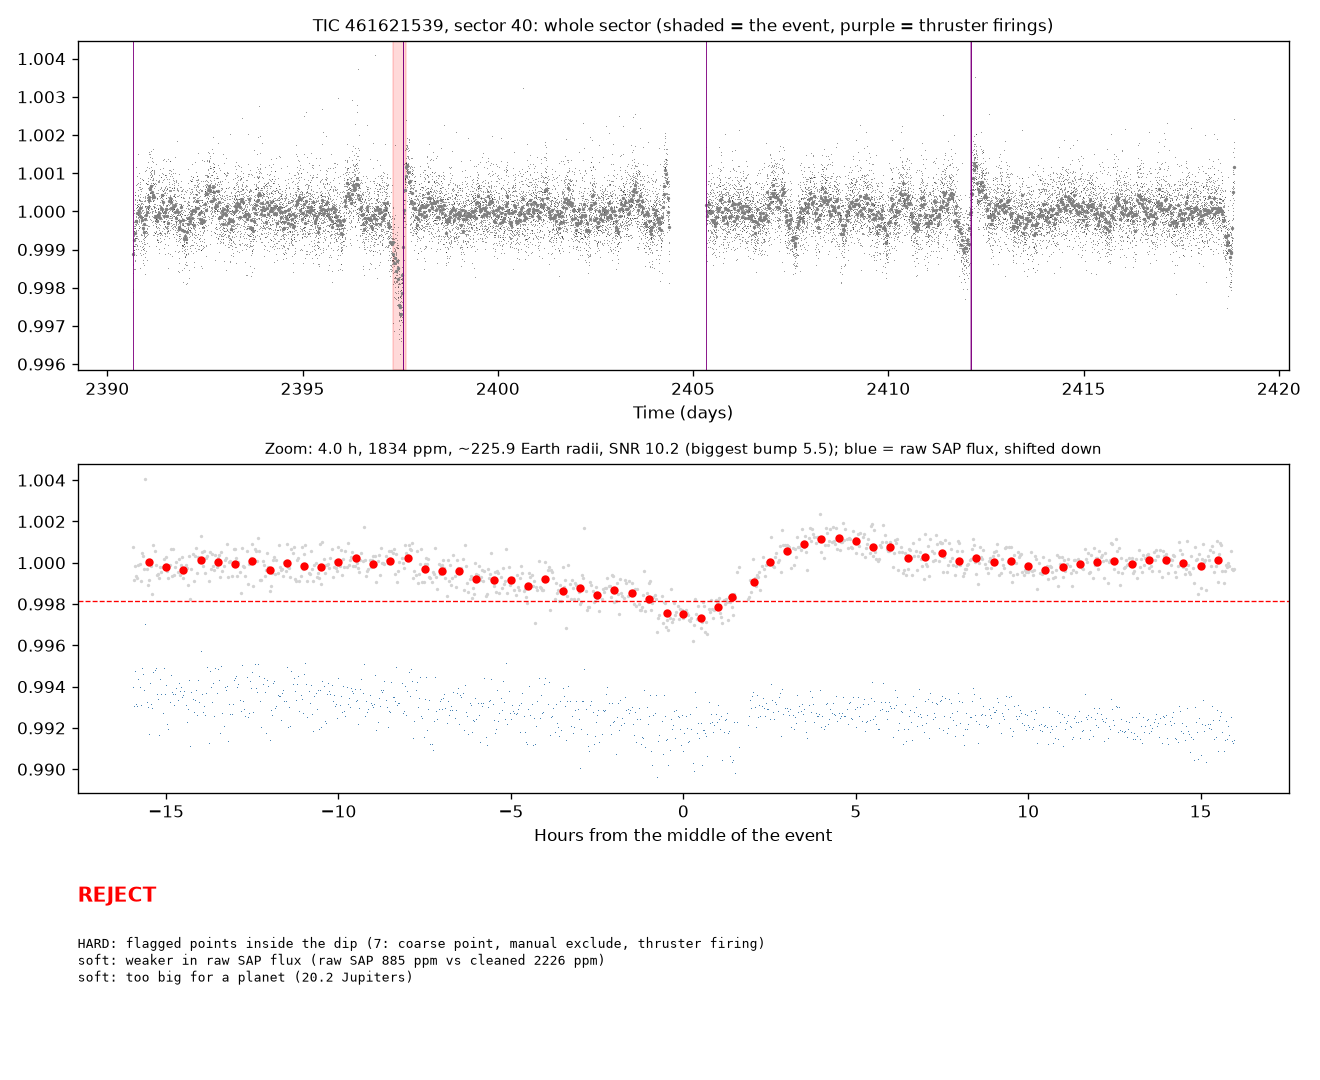 TIC 461621539, sector 40: whole sector (shaded = the event, purple = thruster firings)
1.004
1.003
1.002
1.001
1.000
0.999
0.998
0.997
0.996
2390 2395 2400 2405 2410 2415 2420
Time (days)
Zoom: 4.0 h, 1834 ppm, ~225.9 Earth radii, SNR 10.2 (biggest bump 5.5); blue = raw SAP flux, shifted down
1.004
1.002
1.000
0.998
0.996
0.994
0.992
0.990
−15 −10 −5 0 5 10 15
Hours from the middle of the event
REJECT
HARD: flagged points inside the dip (7: coarse point, manual exclude, thruster firing)
soft: weaker in raw SAP flux (raw SAP 885 ppm vs cleaned 2226 ppm)
soft: too big for a planet (20.2 Jupiters)